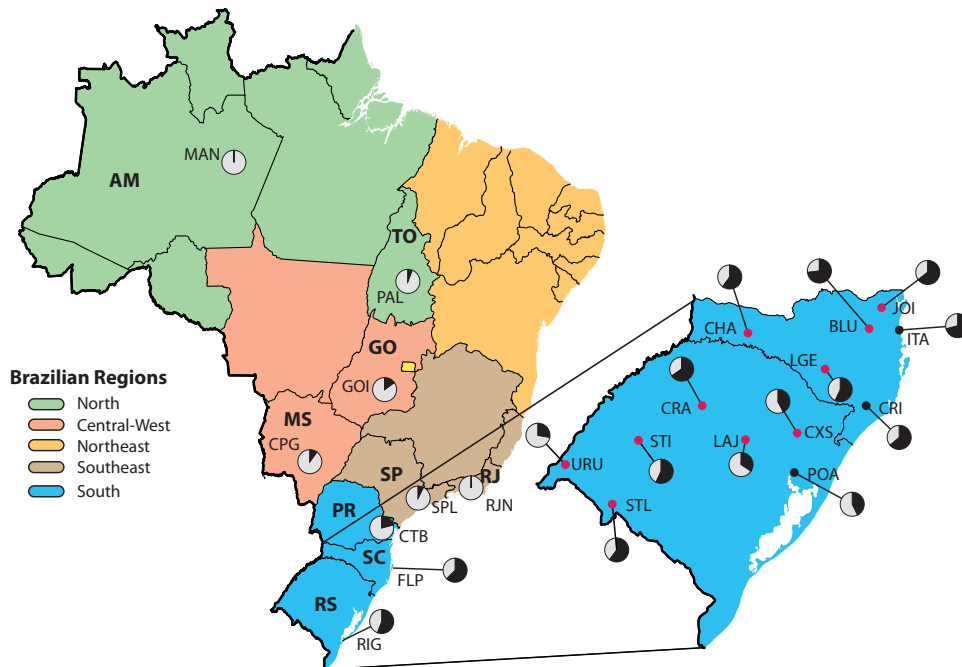 MAN
AM
TO
PAL
GO
GOI
Brazilian Regions
North
Central-West
Northeast
Southeast
South
MS
CPG
SP
RJ
SPL
RJN
PR
CTB
SC
FLP
RS
RIG
CHA
BLU
JOI
ITA
LGE
CRA
CRI
CXS
STI
LAJ
URU
POA
STL